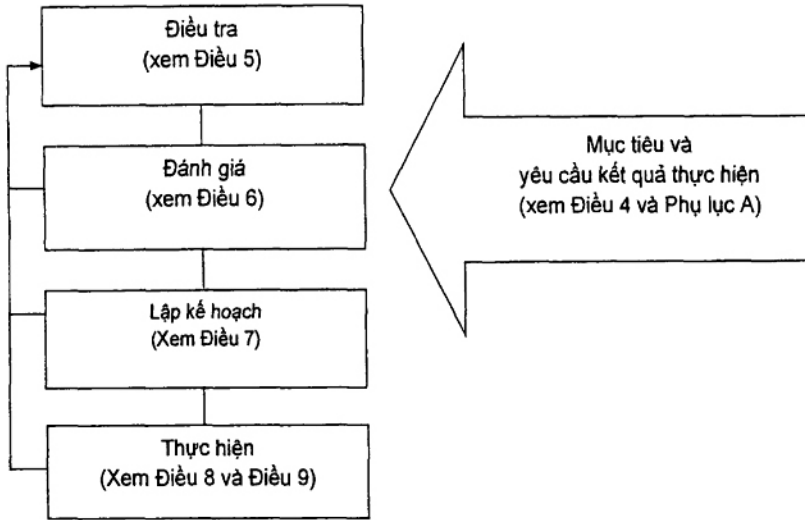 Điều tra
(xem Điều 5)
Đánh giá
(xem Điều 6)
Lập kế hoạch
(Xem Điều 7)
Thực hiện
(Xem Điều 8 và Điều 9)
Mục tiêu và
yêu cầu kết quả thực hiện
(xem Điều 4 và Phụ lục A)